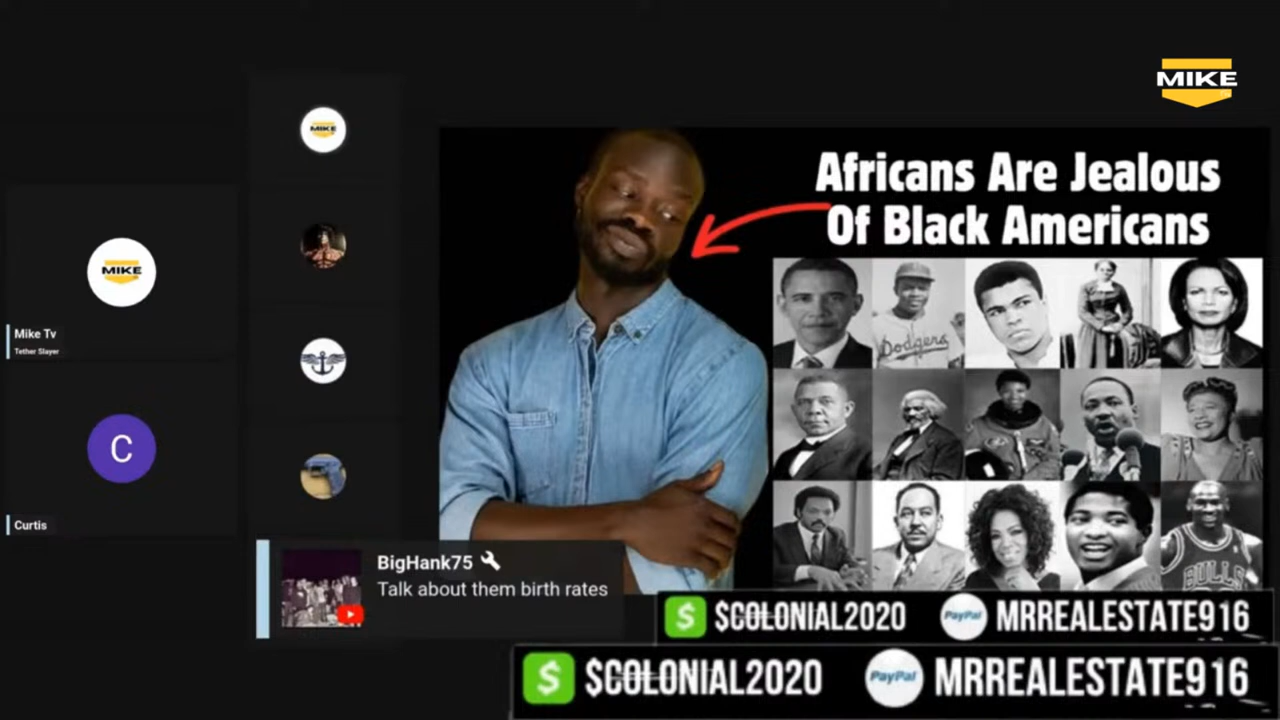 MIKE
MIKE
Africans Are Jealous
Of Black Americans
MIKE
Mike Tv
Tether Slayer
Dodgers
C
Curtis
BigHank75
Talk about them birth rates
BULLS
$ $COLONIAL2020 PayPal MRREALESTATE916
$ $COLONIAL2020 PayPal MRREALESTATE916